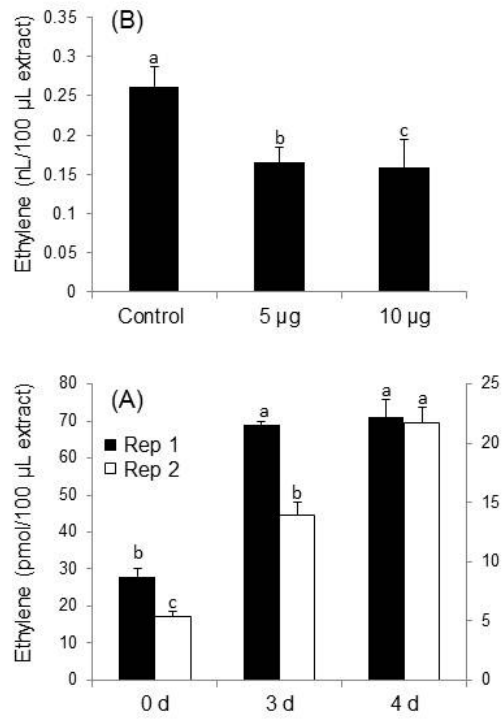 (B)
Ethylene (nL/100 µL extract)
0.35
0.3
0.25
0.2
0.15
0.1
0.05
0
a
b
c
Control 5 µg 10 µg
(A)
Ethylene (pmol/100 µL extract)
80
70
60
50
40
30
20
10
0
Rep 1
Rep 2
b
c
a
b
a
a
25
20
15
10
5
0
0 d 3 d 4 d